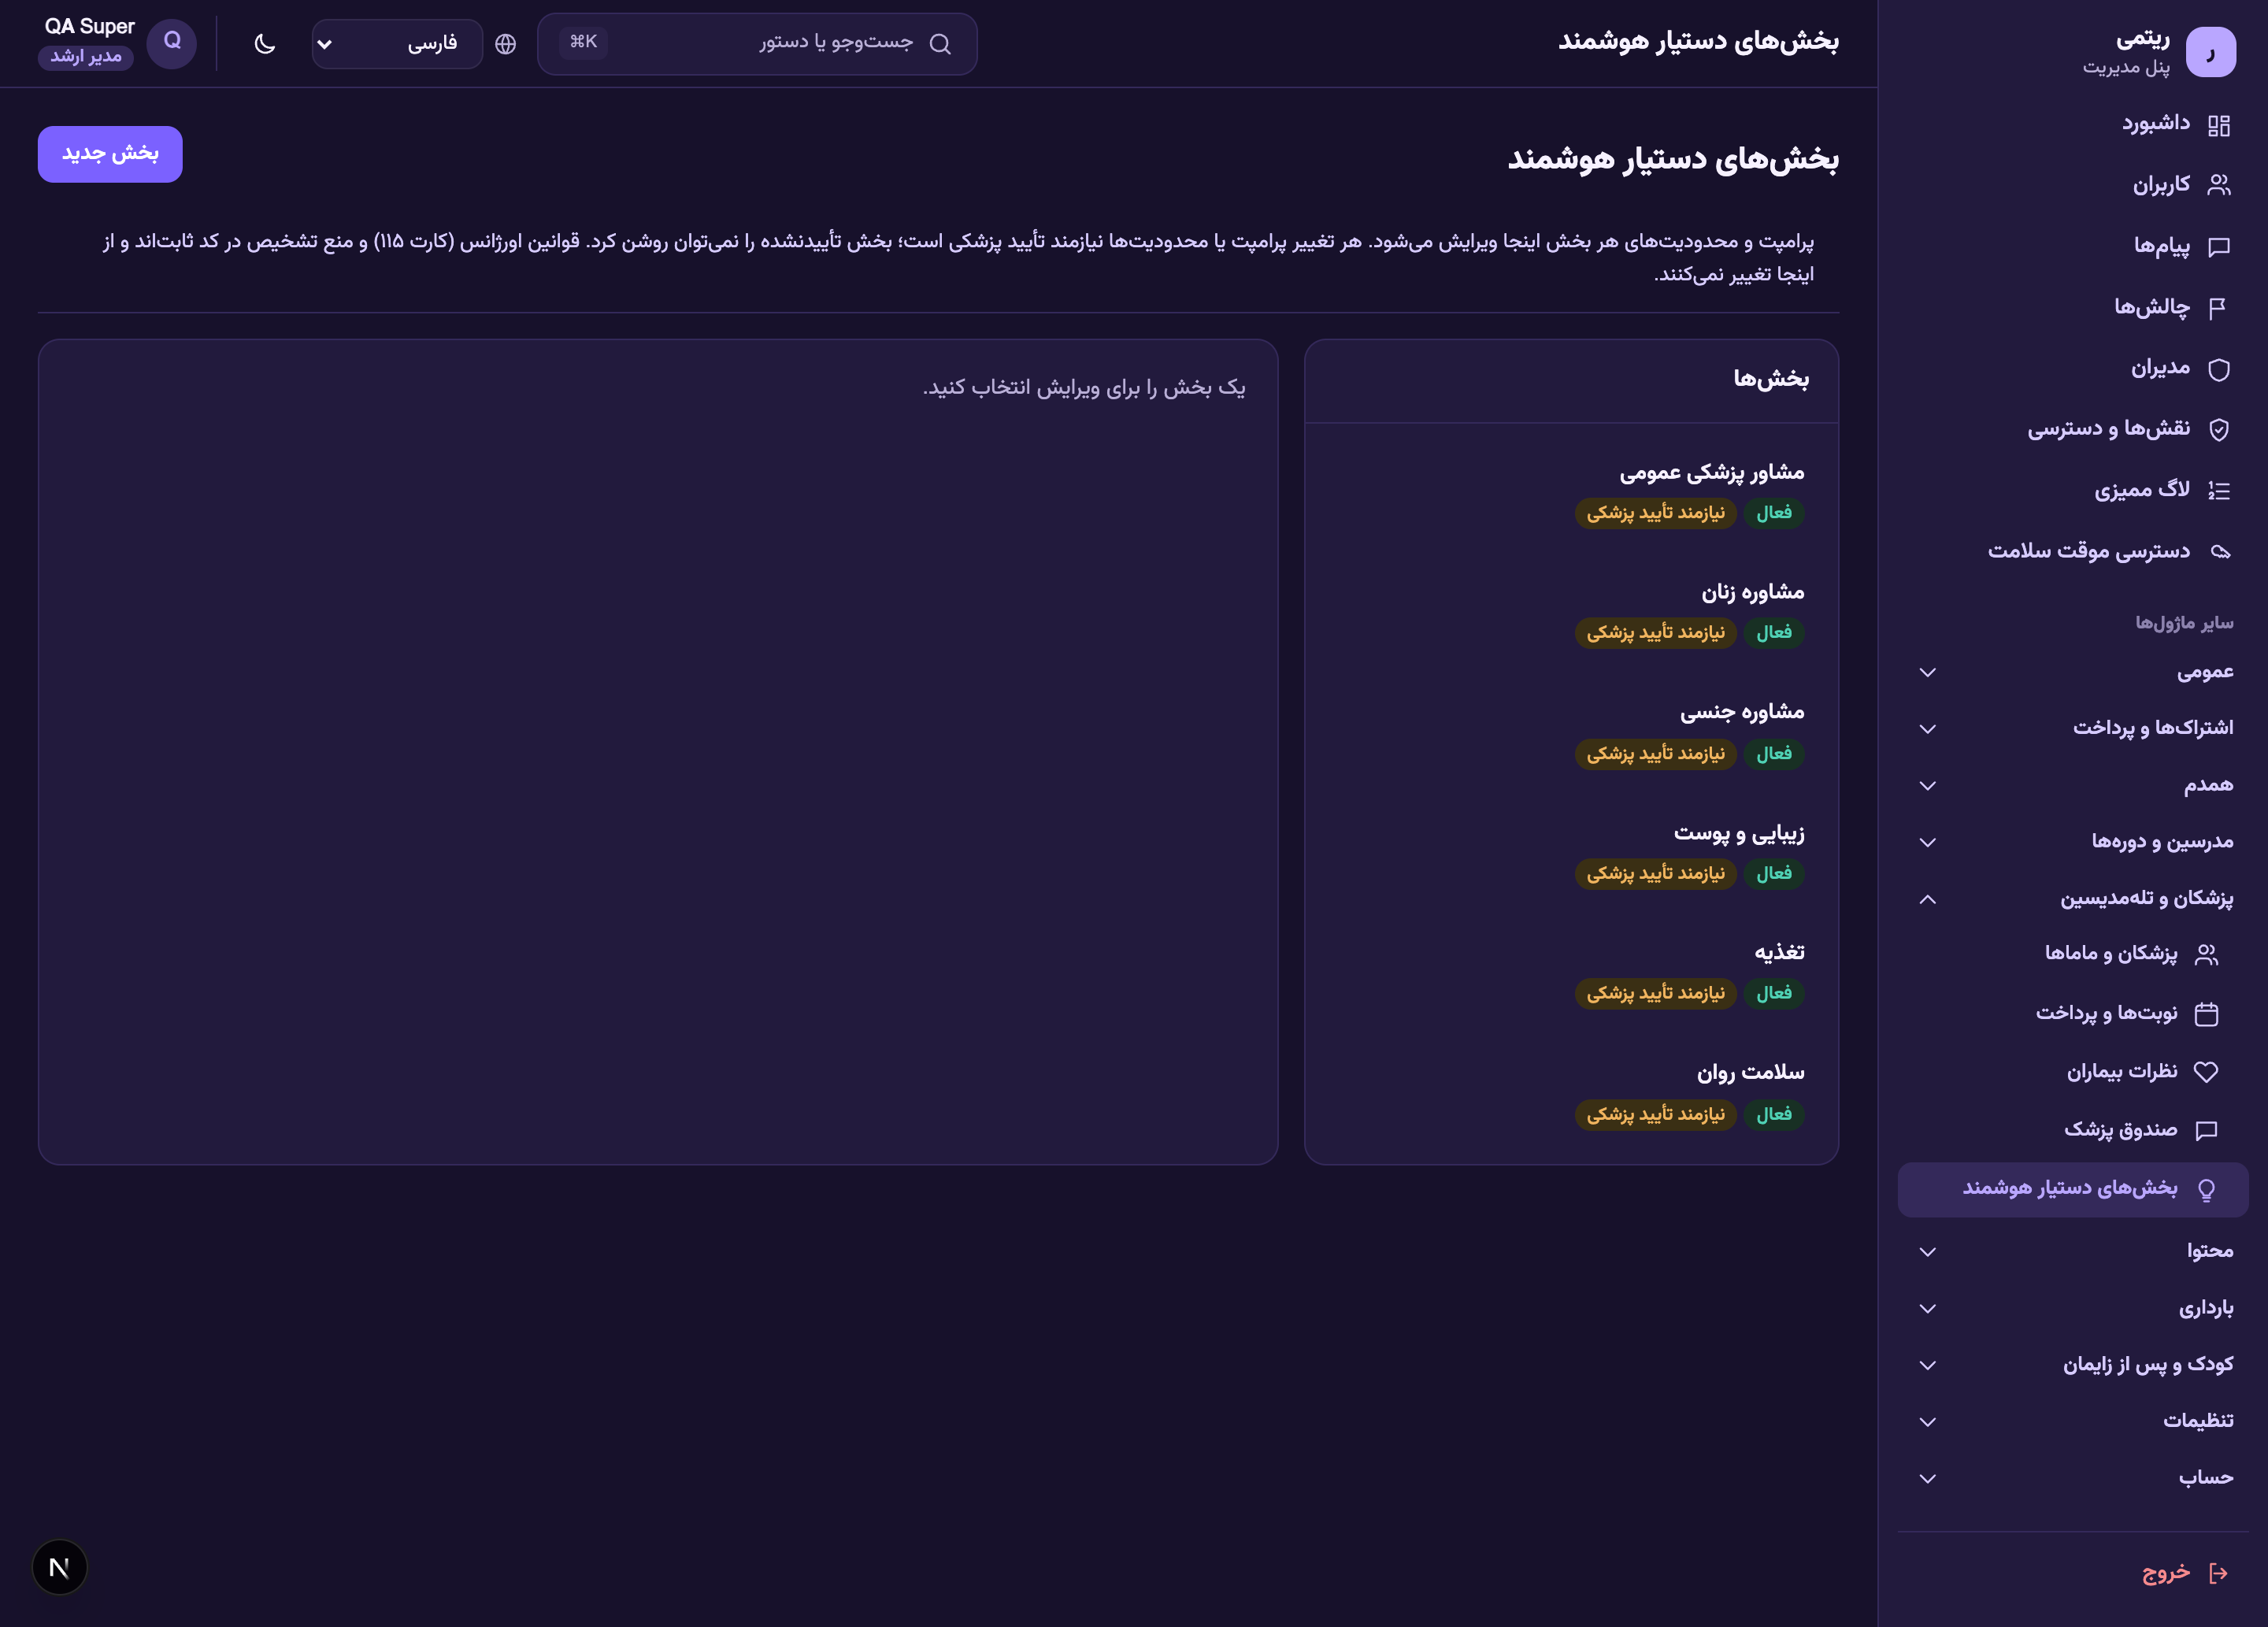 ر
ریتمی
پنل مدیریت
داشبورد
کاربران
پیام‌ها
چالش‌ها
مدیران
نقش‌ها و دسترسی
لاگ ممیزی
دسترسی موقت سلامت
سایر ماژول‌ها
عمومی
اشتراک‌ها و پرداخت
همدم
مدرسین و دوره‌ها
پزشکان و تله‌مدیسین
پزشکان و ماماها
نوبت‌ها و پرداخت
نظرات بیماران
صندوق پزشک
بخش‌های دستیار هوشمند
محتوا
بارداری
کودک و پس از زایمان
تنظیمات
حساب
خروج
بخش‌های دستیار هوشمند
جست‌وجو یا دستور
⌘K
فارسی
Q
QA Super
مدیر ارشد
بخش‌های دستیار هوشمند
بخش جدید
پرامپت و محدودیت‌های هر بخش اینجا ویرایش می‌شود. هر تغییر پرامپت یا محدودیت‌ها نیازمند تأیید پزشکی است؛ بخش تأییدنشده را نمی‌توان روشن کرد. قوانین اورژانس (کارت ۱۱۵) و منع تشخیص در کد ثابت‌اند و از
اینجا تغییر نمی‌کنند.
بخش‌ها
مشاور پزشکی عمومی
فعال نیازمند تأیید پزشکی
مشاوره زنان
فعال نیازمند تأیید پزشکی
مشاوره جنسی
فعال نیازمند تأیید پزشکی
زیبایی و پوست
فعال نیازمند تأیید پزشکی
تغذیه
فعال نیازمند تأیید پزشکی
سلامت روان
فعال نیازمند تأیید پزشکی
یک بخش را برای ویرایش انتخاب کنید.
N